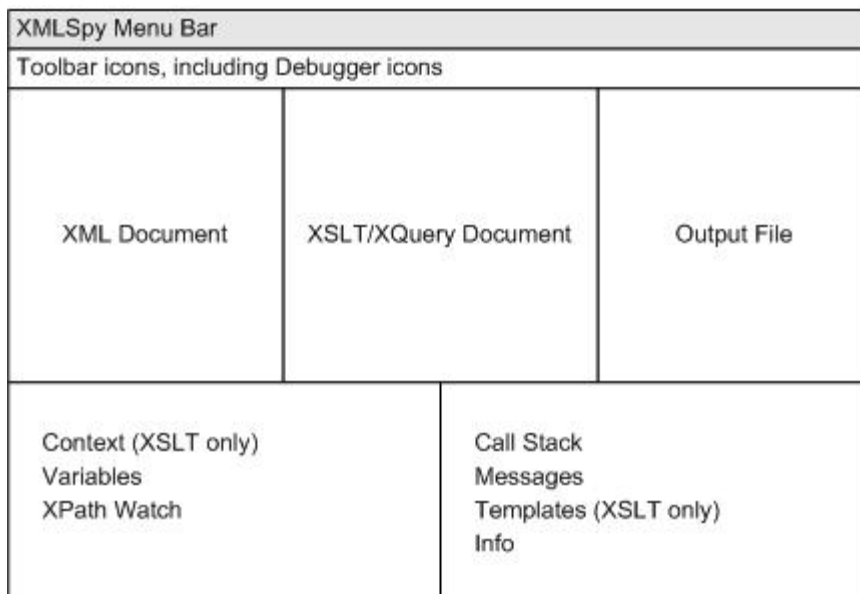 XMLSpy Menu Bar
Toolbar icons, including Debugger icons
XML Document
XSLT/XQuery Document
Output File
Context (XSLT only)
Variables
XPath Watch
Call Stack
Messages
Templates (XSLT only)
Info